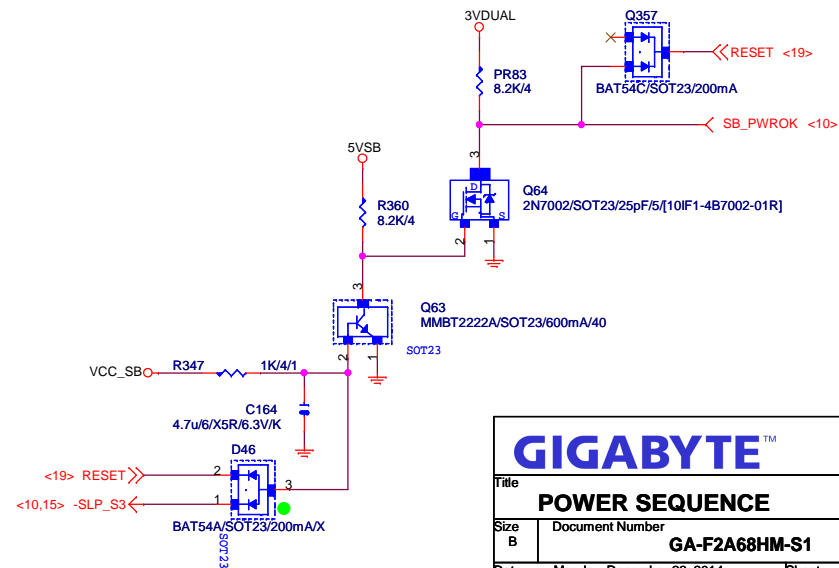 3VDUAL
Q357
RESET <19>
PR83
8.2K/4
BAT54C/SOT23/200mA
SB_PWROK <10>
5VSB
3
D
G
S
Q64
2N7002/SOT23/25pF/5/[10IF1-4B7002-01R]
R360
8.2K/4
2
1
3
Q63
MMBT2222A/SOT23/600mA/40
SOT23
2
1
VCC_SB
R347
1K/4/1
C164
4.7u/6/X5R/6.3V/K
D46
<19> RESET
2
3
<10,15> -SLP_S3
1
BAT54A/SOT23/200mA/X
SOT23
GIGABYTE™
Title
POWER SEQUENCE
Size
Document Number
B
GA-F2A68HM-S1